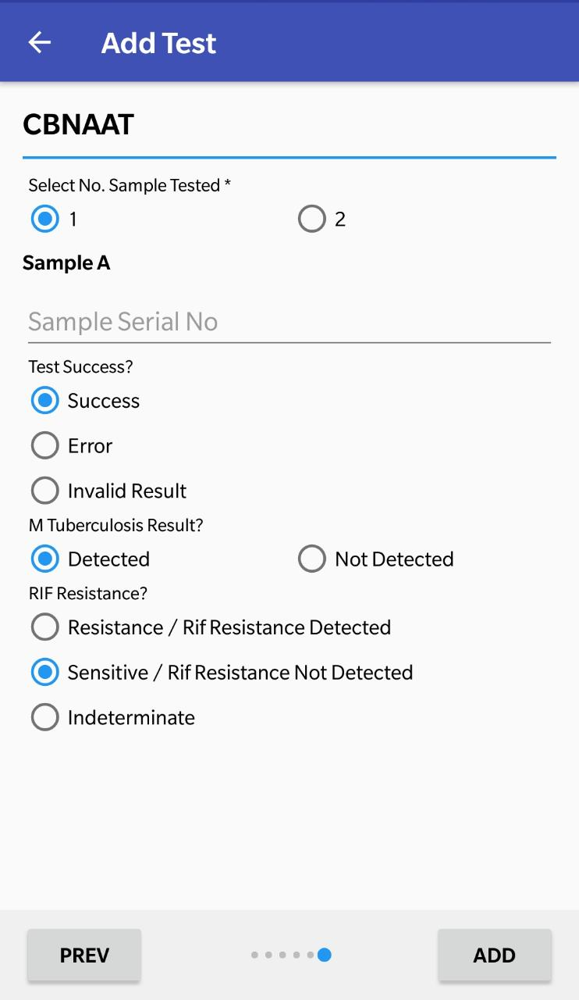 Add Test
CBNAAT
Select No. Sample Tested *
1 2
Sample A
Sample Serial No
Test Success?
Success
Error
Invalid Result
M Tuberculosis Result?
Detected Not Detected
RIF Resistance?
Resistance / Rif Resistance Detected
Sensitive / Rif Resistance Not Detected
Indeterminate
PREV ADD